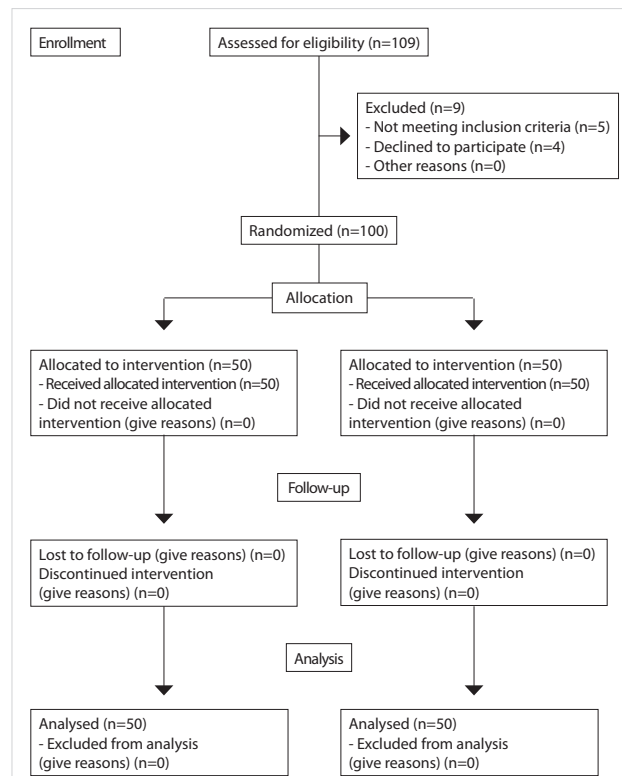 Enrollment
Assessed for eligibility (n=109)
Excluded (n=9)
- Not meeting inclusion criteria (n=5)
- Declined to participate (n=4)
- Other reasons (n=0)
Randomized (n=100)
Allocation
Allocated to intervention (n=50)
- Received allocated intervention (n=50)
- Did not receive allocated
intervention (give reasons) (n=0)
Allocated to intervention (n=50)
- Received allocated intervention (n=50)
- Did not receive allocated
intervention (give reasons) (n=0)
Follow-up
Lost to follow-up (give reasons) (n=0)
Discontinued intervention
(give reasons) (n=0)
Lost to follow-up (give reasons) (n=0)
Discontinued intervention
(give reasons) (n=0)
Analysis
Analysed (n=50)
- Excluded from analysis
(give reasons) (n=0)
Analysed (n=50)
- Excluded from analysis
(give reasons) (n=0)